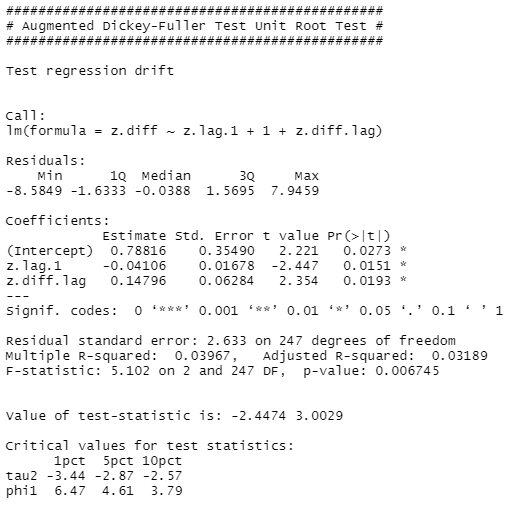 ###############################################
# Augmented Dickey-Fuller Test Unit Root Test #
###############################################
Test regression drift
Call:
lm(formula = z.diff ~ z.lag.1 + 1 + z.diff.lag)
Residuals:
    Min      1Q  Median      3Q     Max
-8.5849 -1.6333 -0.0388  1.5695  7.9459
Coefficients:
            Estimate Std. Error t value Pr(>|t|)
(Intercept)  0.78816    0.35490   2.221   0.0273 *
z.lag.1     -0.04106    0.01678  -2.447   0.0151 *
z.diff.lag   0.14796    0.06284   2.354   0.0193 *
---
Signif. codes:  0 ‘***’ 0.001 ‘**’ 0.01 ‘*’ 0.05 ‘.’ 0.1 ‘ ’ 1
Residual standard error: 2.633 on 247 degrees of freedom
Multiple R-squared:  0.03967,   Adjusted R-squared:  0.03189
F-statistic: 5.102 on 2 and 247 DF,  p-value: 0.006745
Value of test-statistic is: -2.4474 3.0029
Critical values for test statistics:
      1pct  5pct 10pct
tau2 -3.44 -2.87 -2.57
phi1  6.47  4.61  3.79